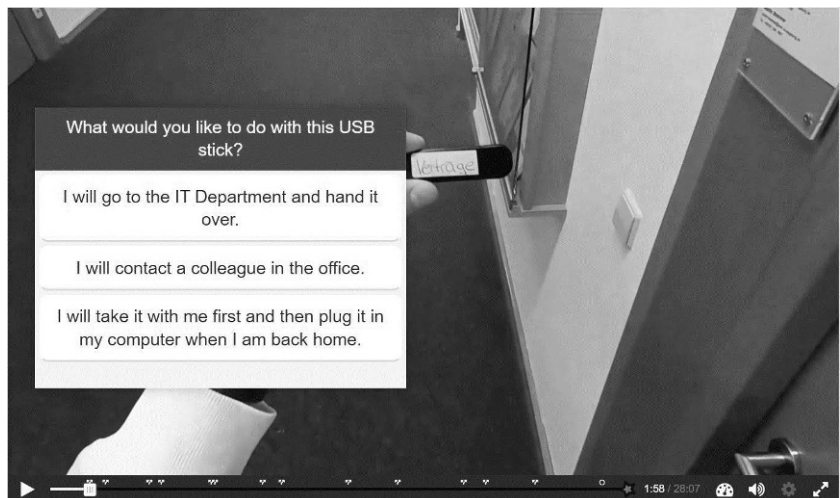 What would you like to do with this USB
stick?
I will go to the IT Department and hand it
over.
I will contact a colleague in the office.
I will take it with me first and then plug it in
my computer when I am back home.
Verträge
1:58 / 28:07